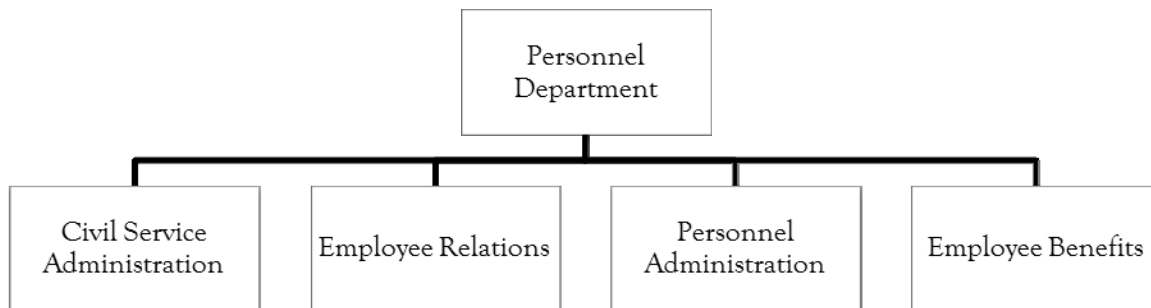 Personnel
Department
Civil Service
Administration
Employee Relations
Personnel
Administration
Employee Benefits